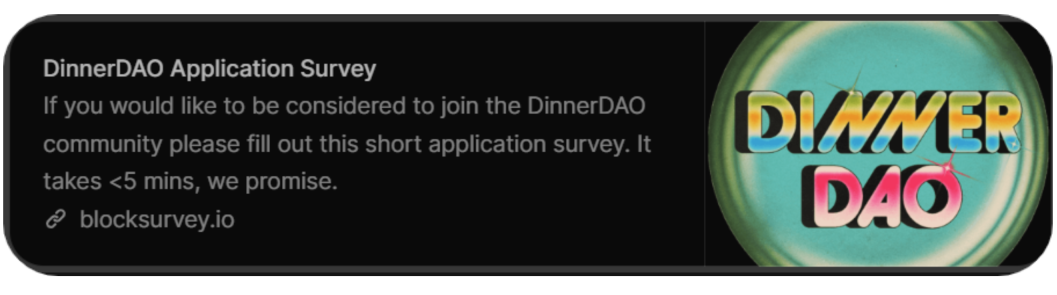 DinnerDAO Application Survey
If you would like to be considered to join the DinnerDAO
community please fill out this short application survey. It
takes <5 mins, we promise.
blocksurvey.io
DINNER
DAO